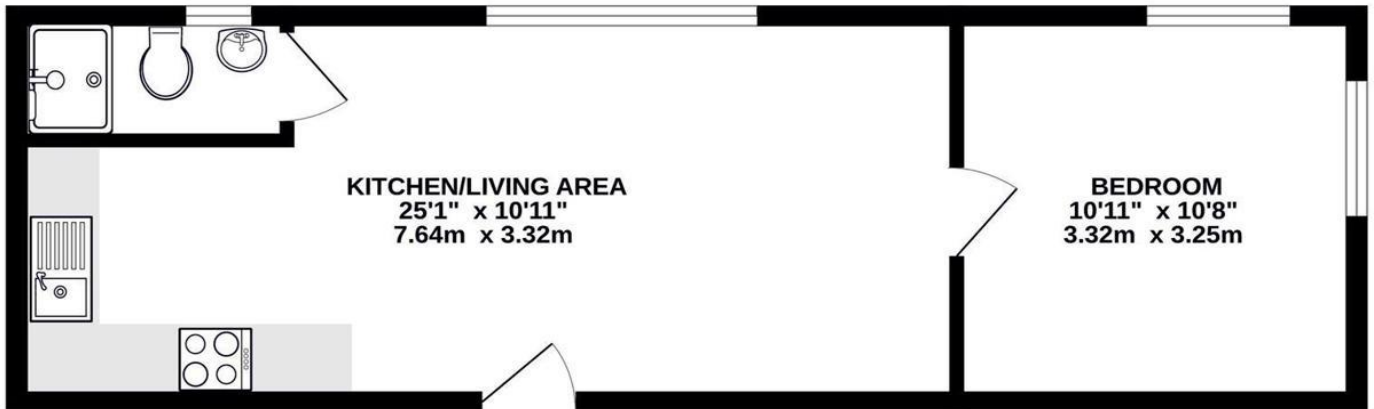 KITCHEN/LIVING AREA
25'1" x 10'11"
7.64m x 3.32m
BEDROOM
10'11" x 10'8"
3.32m x 3.25m